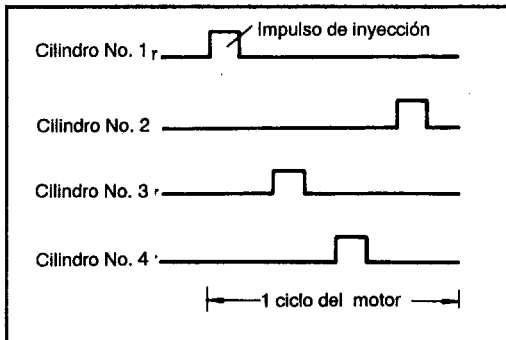 Impulso de inyección
Cilindro No. 1
Cilindro No. 2
Cilindro No. 3
Cilindro No. 4
1 ciclo del motor